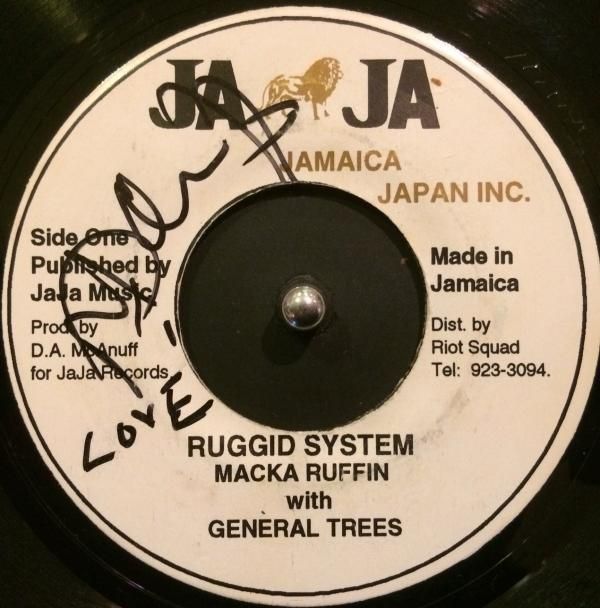 JA JA
JAMAICA
JAPAN INC.
Side One
Published by
JaJa Music.
Prod. by
D.A. McAnuff
for JaJa Records.
Made in
Jamaica
Dist. by
Riot Squad
Tel: 923-3094.
LOVE
RUGGID SYSTEM
MACKA RUFFIN
with
GENERAL TREES